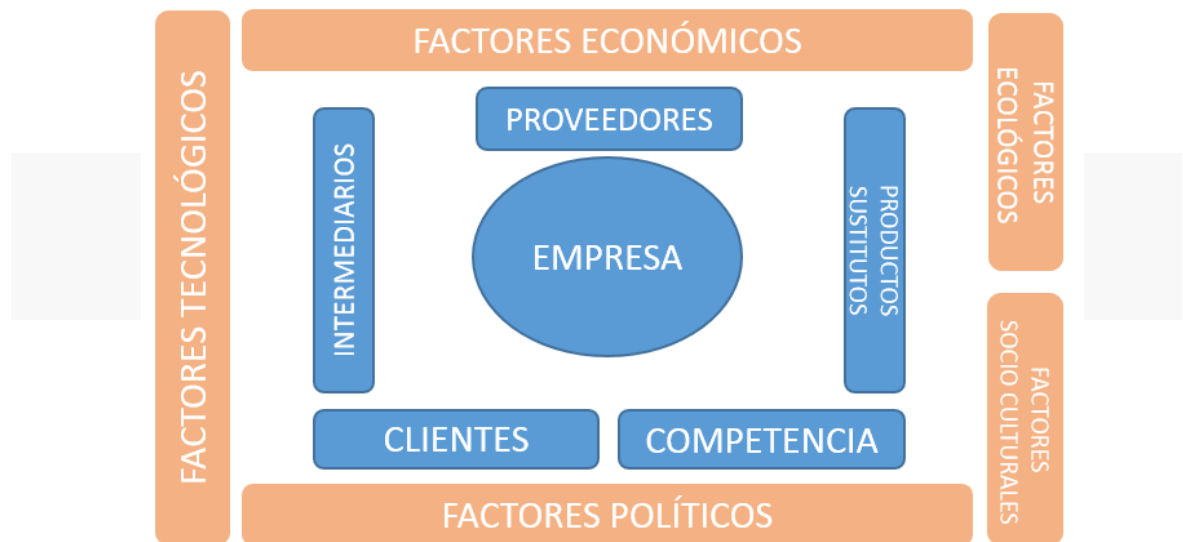 FACTORES ECONÓMICOS
FACTORES TECNOLÓGICOS
INTERMEDIARIOS
PROVEEDORES
EMPRESA
PRODUCTOS
SUSTITUTOS
FACTORES
ECOLÓGICOS
FACTORES
SOCIO CULTURALES
CLIENTES
COMPETENCIA
FACTORES POLÍTICOS